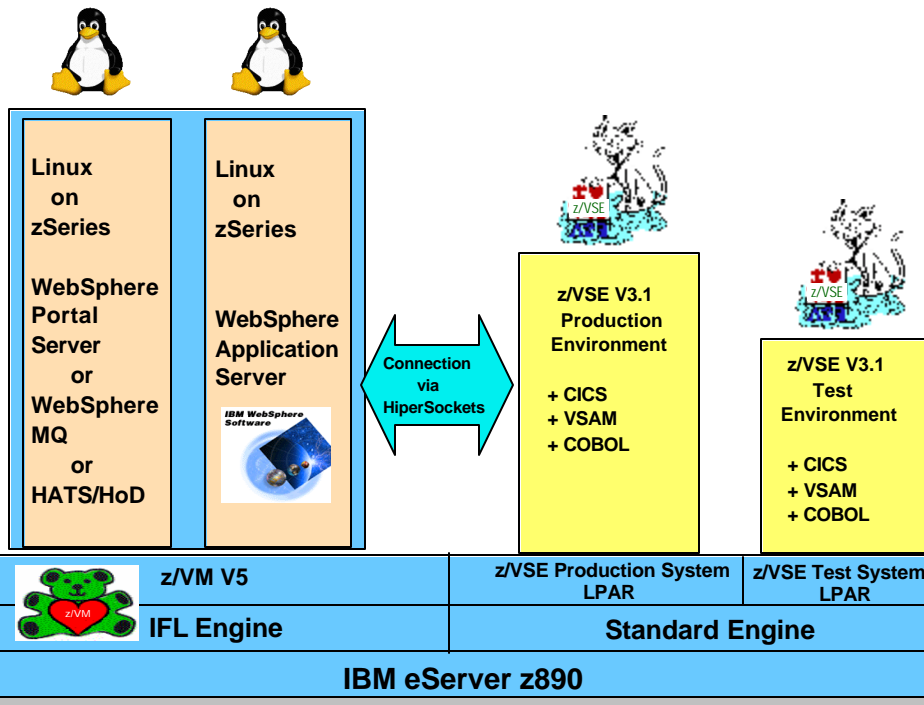 Linux
on
zSeries
WebSphere
Portal
Server
or
WebSphere
MQ
or
HATS/HoD
Linux
on
zSeries
WebSphere
Application
Server
IBM WebSphere
Software
Connection
via
HiperSockets
z/VSE
z/VSE V3.1
Production
Environment
+ CICS
+ VSAM
+ COBOL
z/VSE
z/VSE V3.1
Test
Environment
+ CICS
+ VSAM
+ COBOL
z/VM
z/VM V5
z/VSE Production System
LPAR
z/VSE Test System
LPAR
IFL Engine
Standard Engine
IBM eServer z890